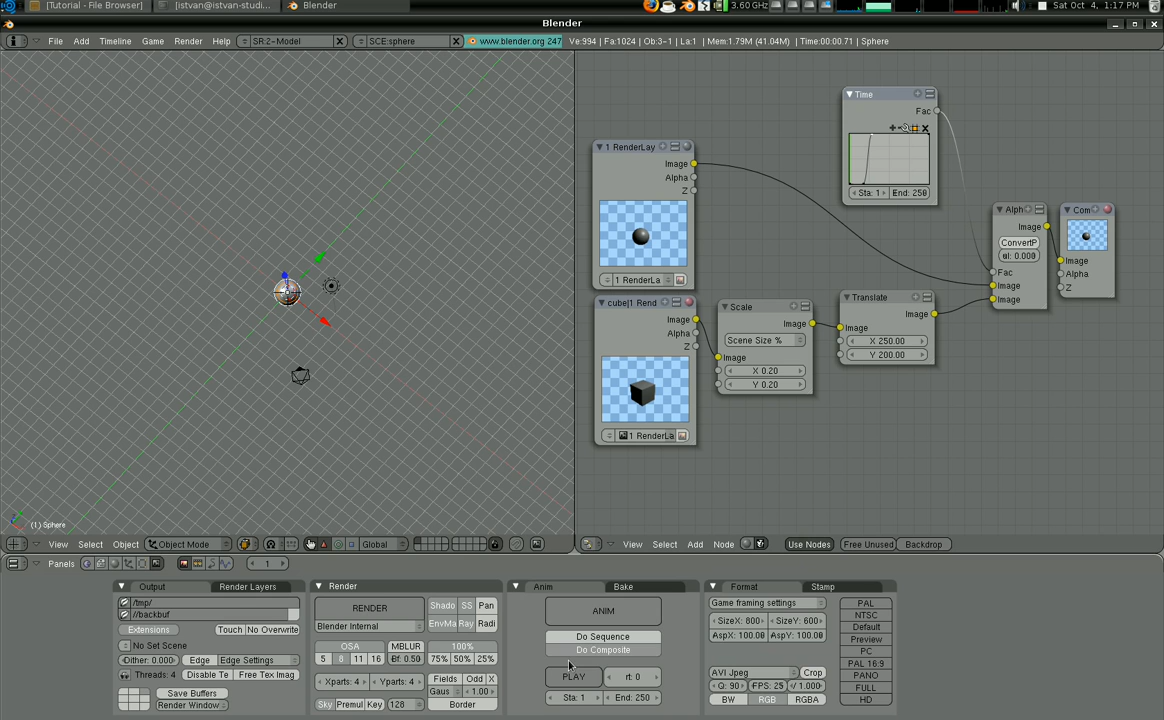 [Tutorial - File Browser] [istvan@istvan-studi... Blender 3.60 GHz Sat Oct 4, 1:17 PM
Blender
File Add Timeline Game Render Help SR:2-Model X SCE:sphere X www.blender.org 247 Ve:994 | Fa:1024 | Ob:3-1 | La:1 | Mem:1.79M (41.04M) | Time:00:00.71 | Sphere
Time
Fac
Sta: 1 End: 250
1 RenderLay
Image
Alpha
Z
1 RenderLa
cube|1 Rend
Image
Alpha
Z
1 RenderLa
Scale
Image
Scene Size %
Image
X 0.20
Y 0.20
Translate
Image
Image
X 250.00
Y 200.00
Alph
Image
ConvertP
al: 0.000
Fac
Image
Image
Com
Image
Alpha
Z
(1) Sphere
View Select Object Object Mode Global
View Select Add Node Use Nodes Free Unused Backdrop
Panels 1
Output Render Layers
/tmp/
//backbuf
Extensions Touch No Overwrite
No Set Scene
Dither: 0.000 Edge Edge Settings
Threads: 4 Disable Te Free Tex Imag
Save Buffers
Render Window
Render
RENDER
Blender Internal
Shado SS Pan
EnvMa Ray Radi
OSA MBLUR 100%
5 8 11 16 Bf: 0.50 75% 50% 25%
Xparts: 4 Yparts: 4 Fields Odd X
Gaus 1.00
Sky Premul Key 128 Border
Anim Bake
ANIM
Do Sequence
Do Composite
PLAY rt: 0
Sta: 1 End: 250
Format Stamp
Game framing settings
SizeX: 800 SizeY: 600
AspX: 100.00 AspY: 100.00
AVI Jpeg Crop
Q: 90 FPS: 25 / 1.000
BW RGB RGBA
PAL
NTSC
Default
Preview
PC
PAL 16:9
PANO
FULL
HD